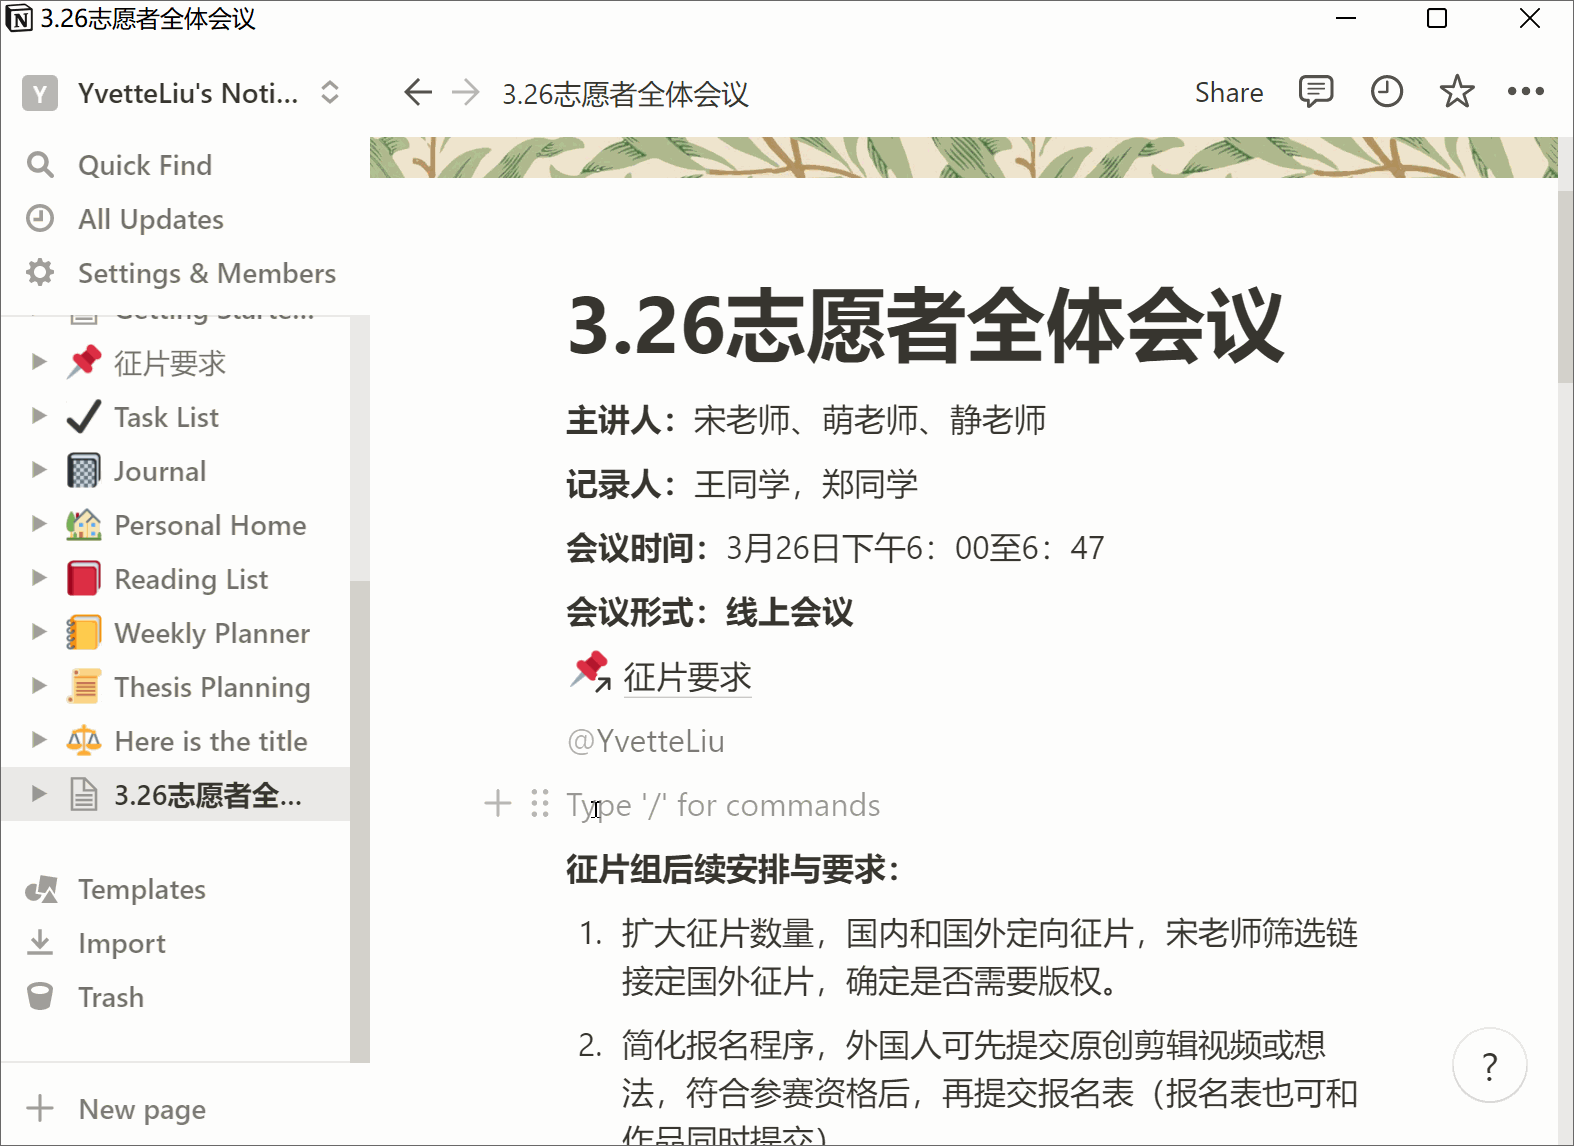 3.26志愿者全体会议
Y YvetteLiu's Noti...
3.26志愿者全体会议
Share
Quick Find
All Updates
Settings & Members
Getting Starte...
征片要求
Task List
Journal
Personal Home
Reading List
Weekly Planner
Thesis Planning
Here is the title
3.26志愿者全...
Templates
Import
Trash
New page
3.26志愿者全体会议
主讲人：宋老师、萌老师、静老师
记录人：王同学，郑同学
会议时间：3月26日下午6：00至6：47
会议形式：线上会议
征片要求
@YvetteLiu
Type '/' for commands
征片组后续安排与要求：
1. 扩大征片数量，国内和国外定向征片，宋老师筛选链
接定国外征片，确定是否需要版权。
2. 简化报名程序，外国人可先提交原创剪辑视频或想
法，符合参赛资格后，再提交报名表（报名表也可和
作品同时提交）
?